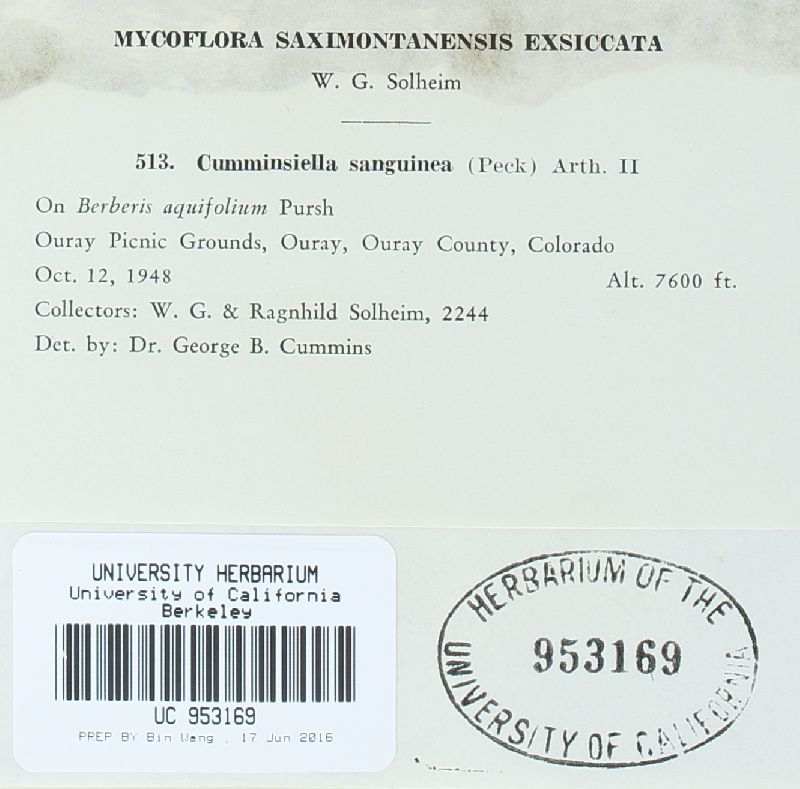 MYCOFLORA SAXIMONTANENSIS EXSICCATA
W. G. Solheim
513. Cumminsiella sanguinea (Peck) Arth. II
On Berberis aquifolium Pursh
Ouray Picnic Grounds, Ouray, Ouray County, Colorado
Oct. 12, 1948 Alt. 7600 ft.
Collectors: W. G. & Ragnhild Solheim, 2244
Det. by: Dr. George B. Cummins
UNIVERSITY HERBARIUM
University of California
Berkeley
UC 953169
PREP BY Bin Wang , 17 Jun 2016
HERBARIUM OF THE
953169
UNIVERSITY OF CALIFORNIA